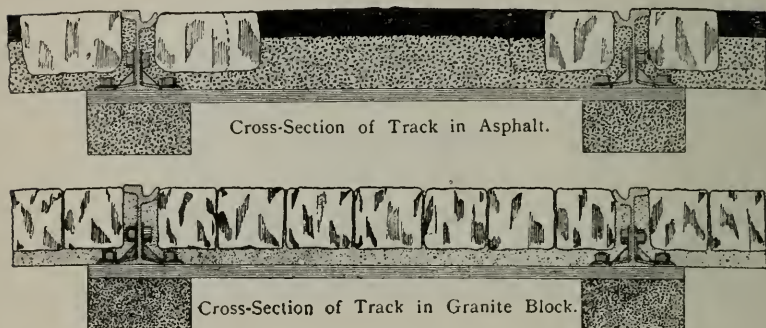 Cross-Section of Track in Asphalt.
Cross-Section of Track in Granite Block.